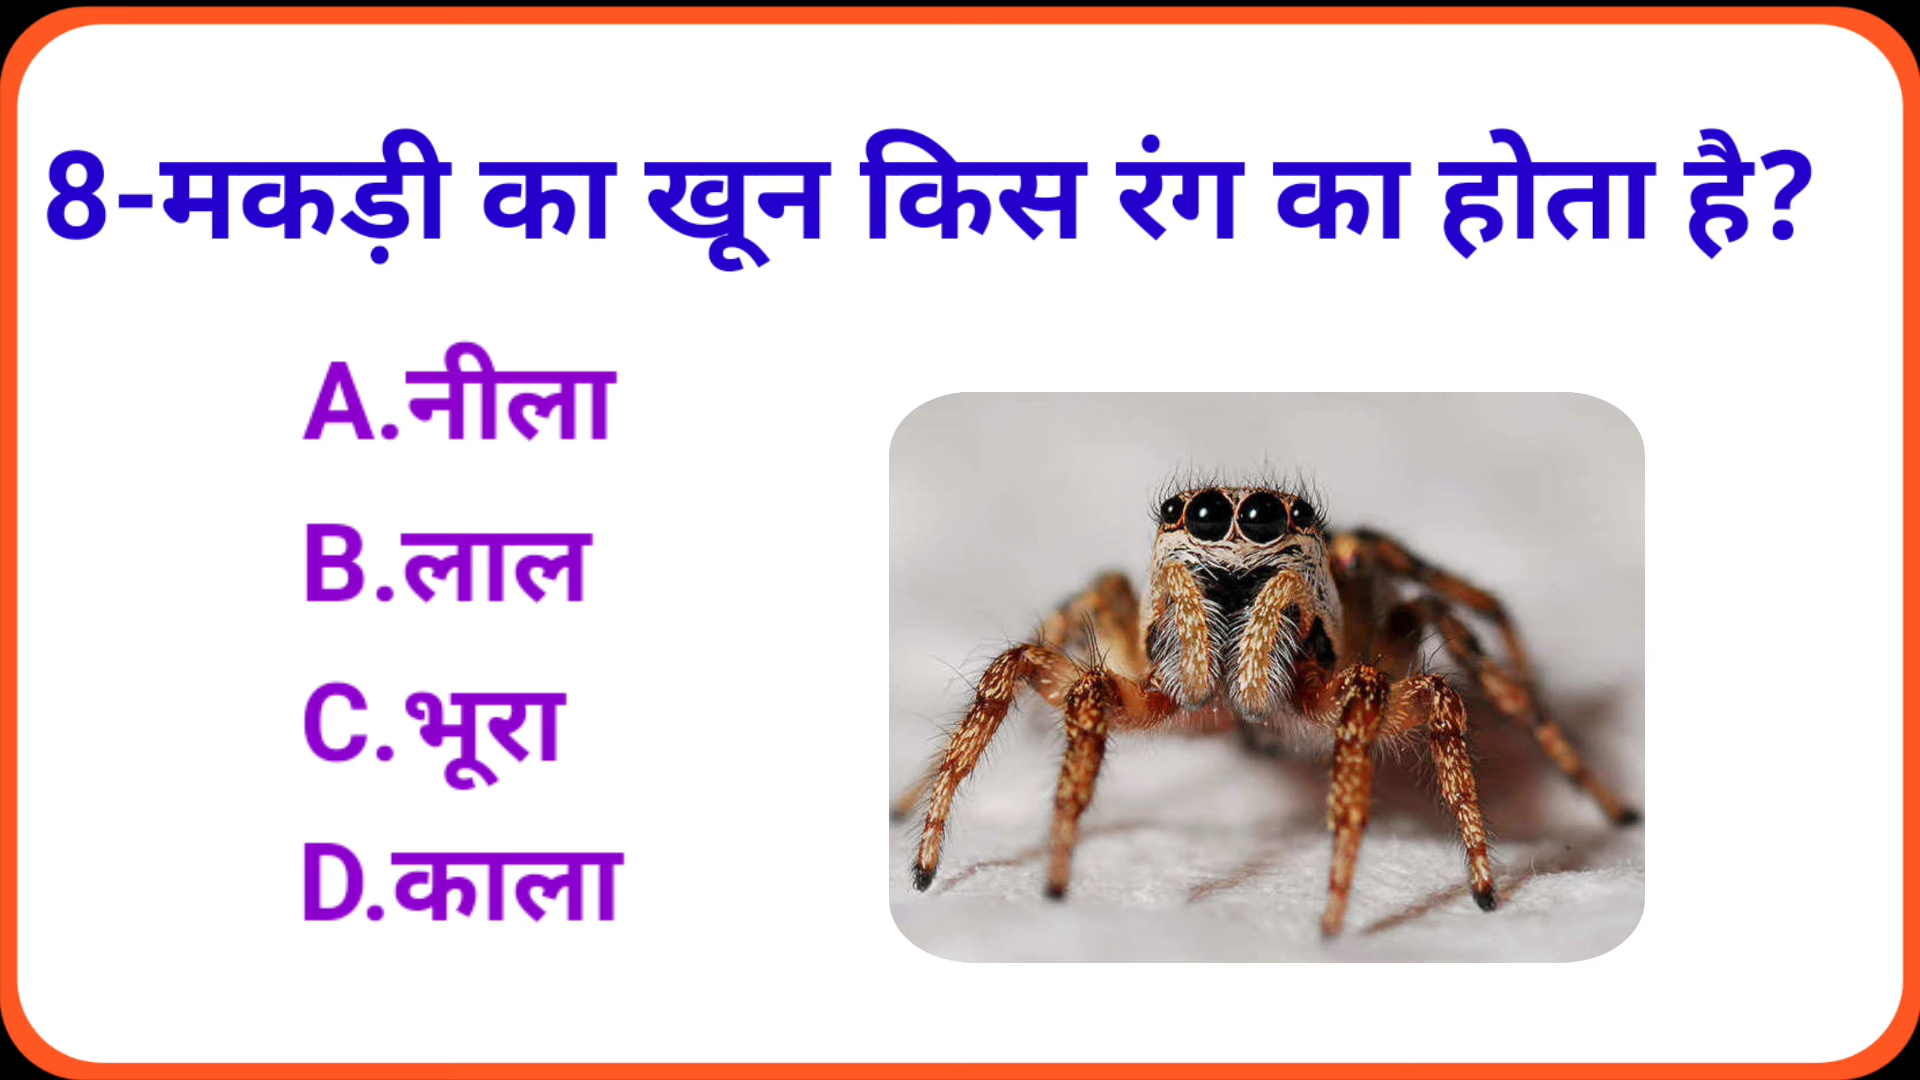 8-मकड़ी का खून किस रंग का होता है?
A.नीला
B.लाल
C.भूरा
D.काला